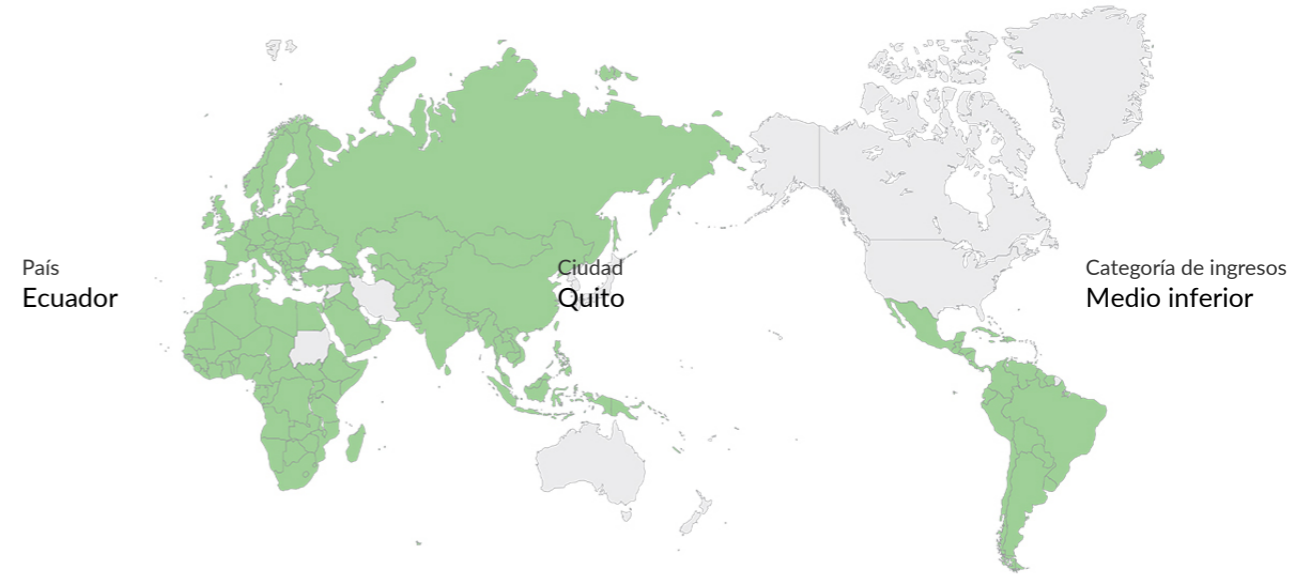 País
Ecuador
Ciudad
Quito
Categoría de ingresos
Medio inferior